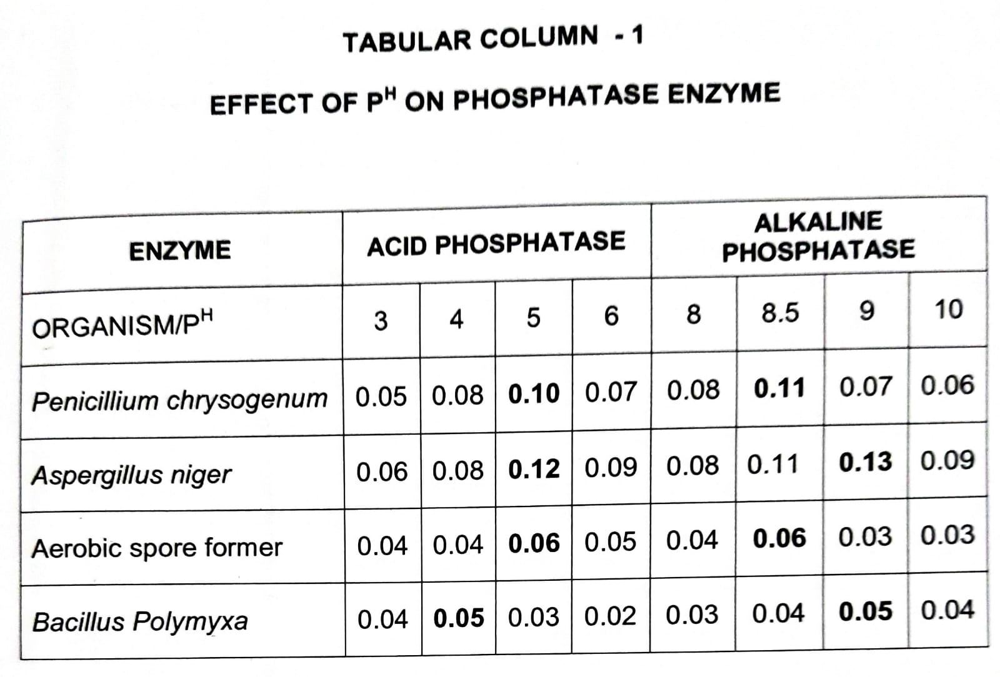 TABULAR COLUMN - 1
EFFECT OF Pᴴ ON PHOSPHATASE ENZYME
ENZYME ACID PHOSPHATASE ALKALINE PHOSPHATASE
ORGANISM/Pᴴ 3 4 5 6 8 8.5 9 10
Penicillium chrysogenum 0.05 0.08 0.10 0.07 0.08 0.11 0.07 0.06
Aspergillus niger 0.06 0.08 0.12 0.09 0.08 0.11 0.13 0.09
Aerobic spore former 0.04 0.04 0.06 0.05 0.04 0.06 0.03 0.03
Bacillus Polymyxa 0.04 0.05 0.03 0.02 0.03 0.04 0.05 0.04